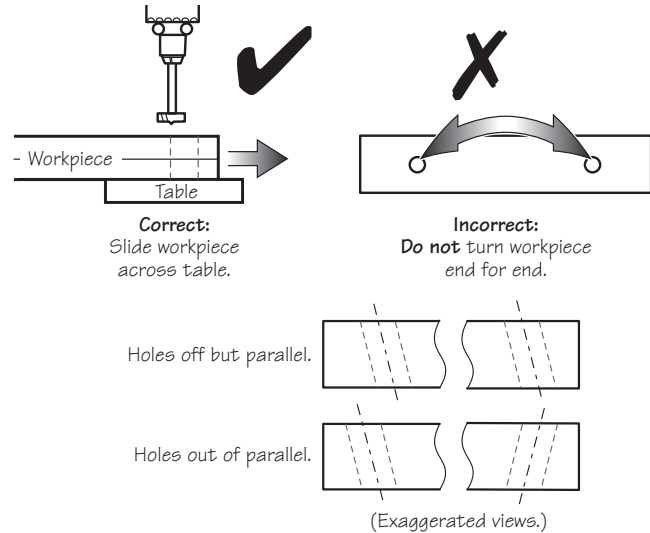 Workpiece
Table
Correct:
Slide workpiece
across table.
Incorrect:
Do not turn workpiece
end for end.
Holes off but parallel.
Holes out of parallel.
(Exaggerated views.)